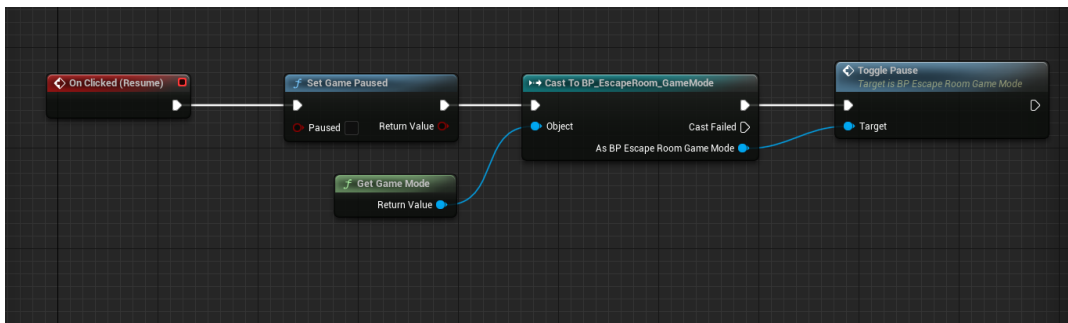 On Clicked (Resume)
f Set Game Paused
Paused
Return Value
f Get Game Mode
Return Value
Cast To BP_EscapeRoom_GameMode
Object
Cast Failed
As BP Escape Room Game Mode
Toggle Pause
Target is BP Escape Room Game Mode
Target